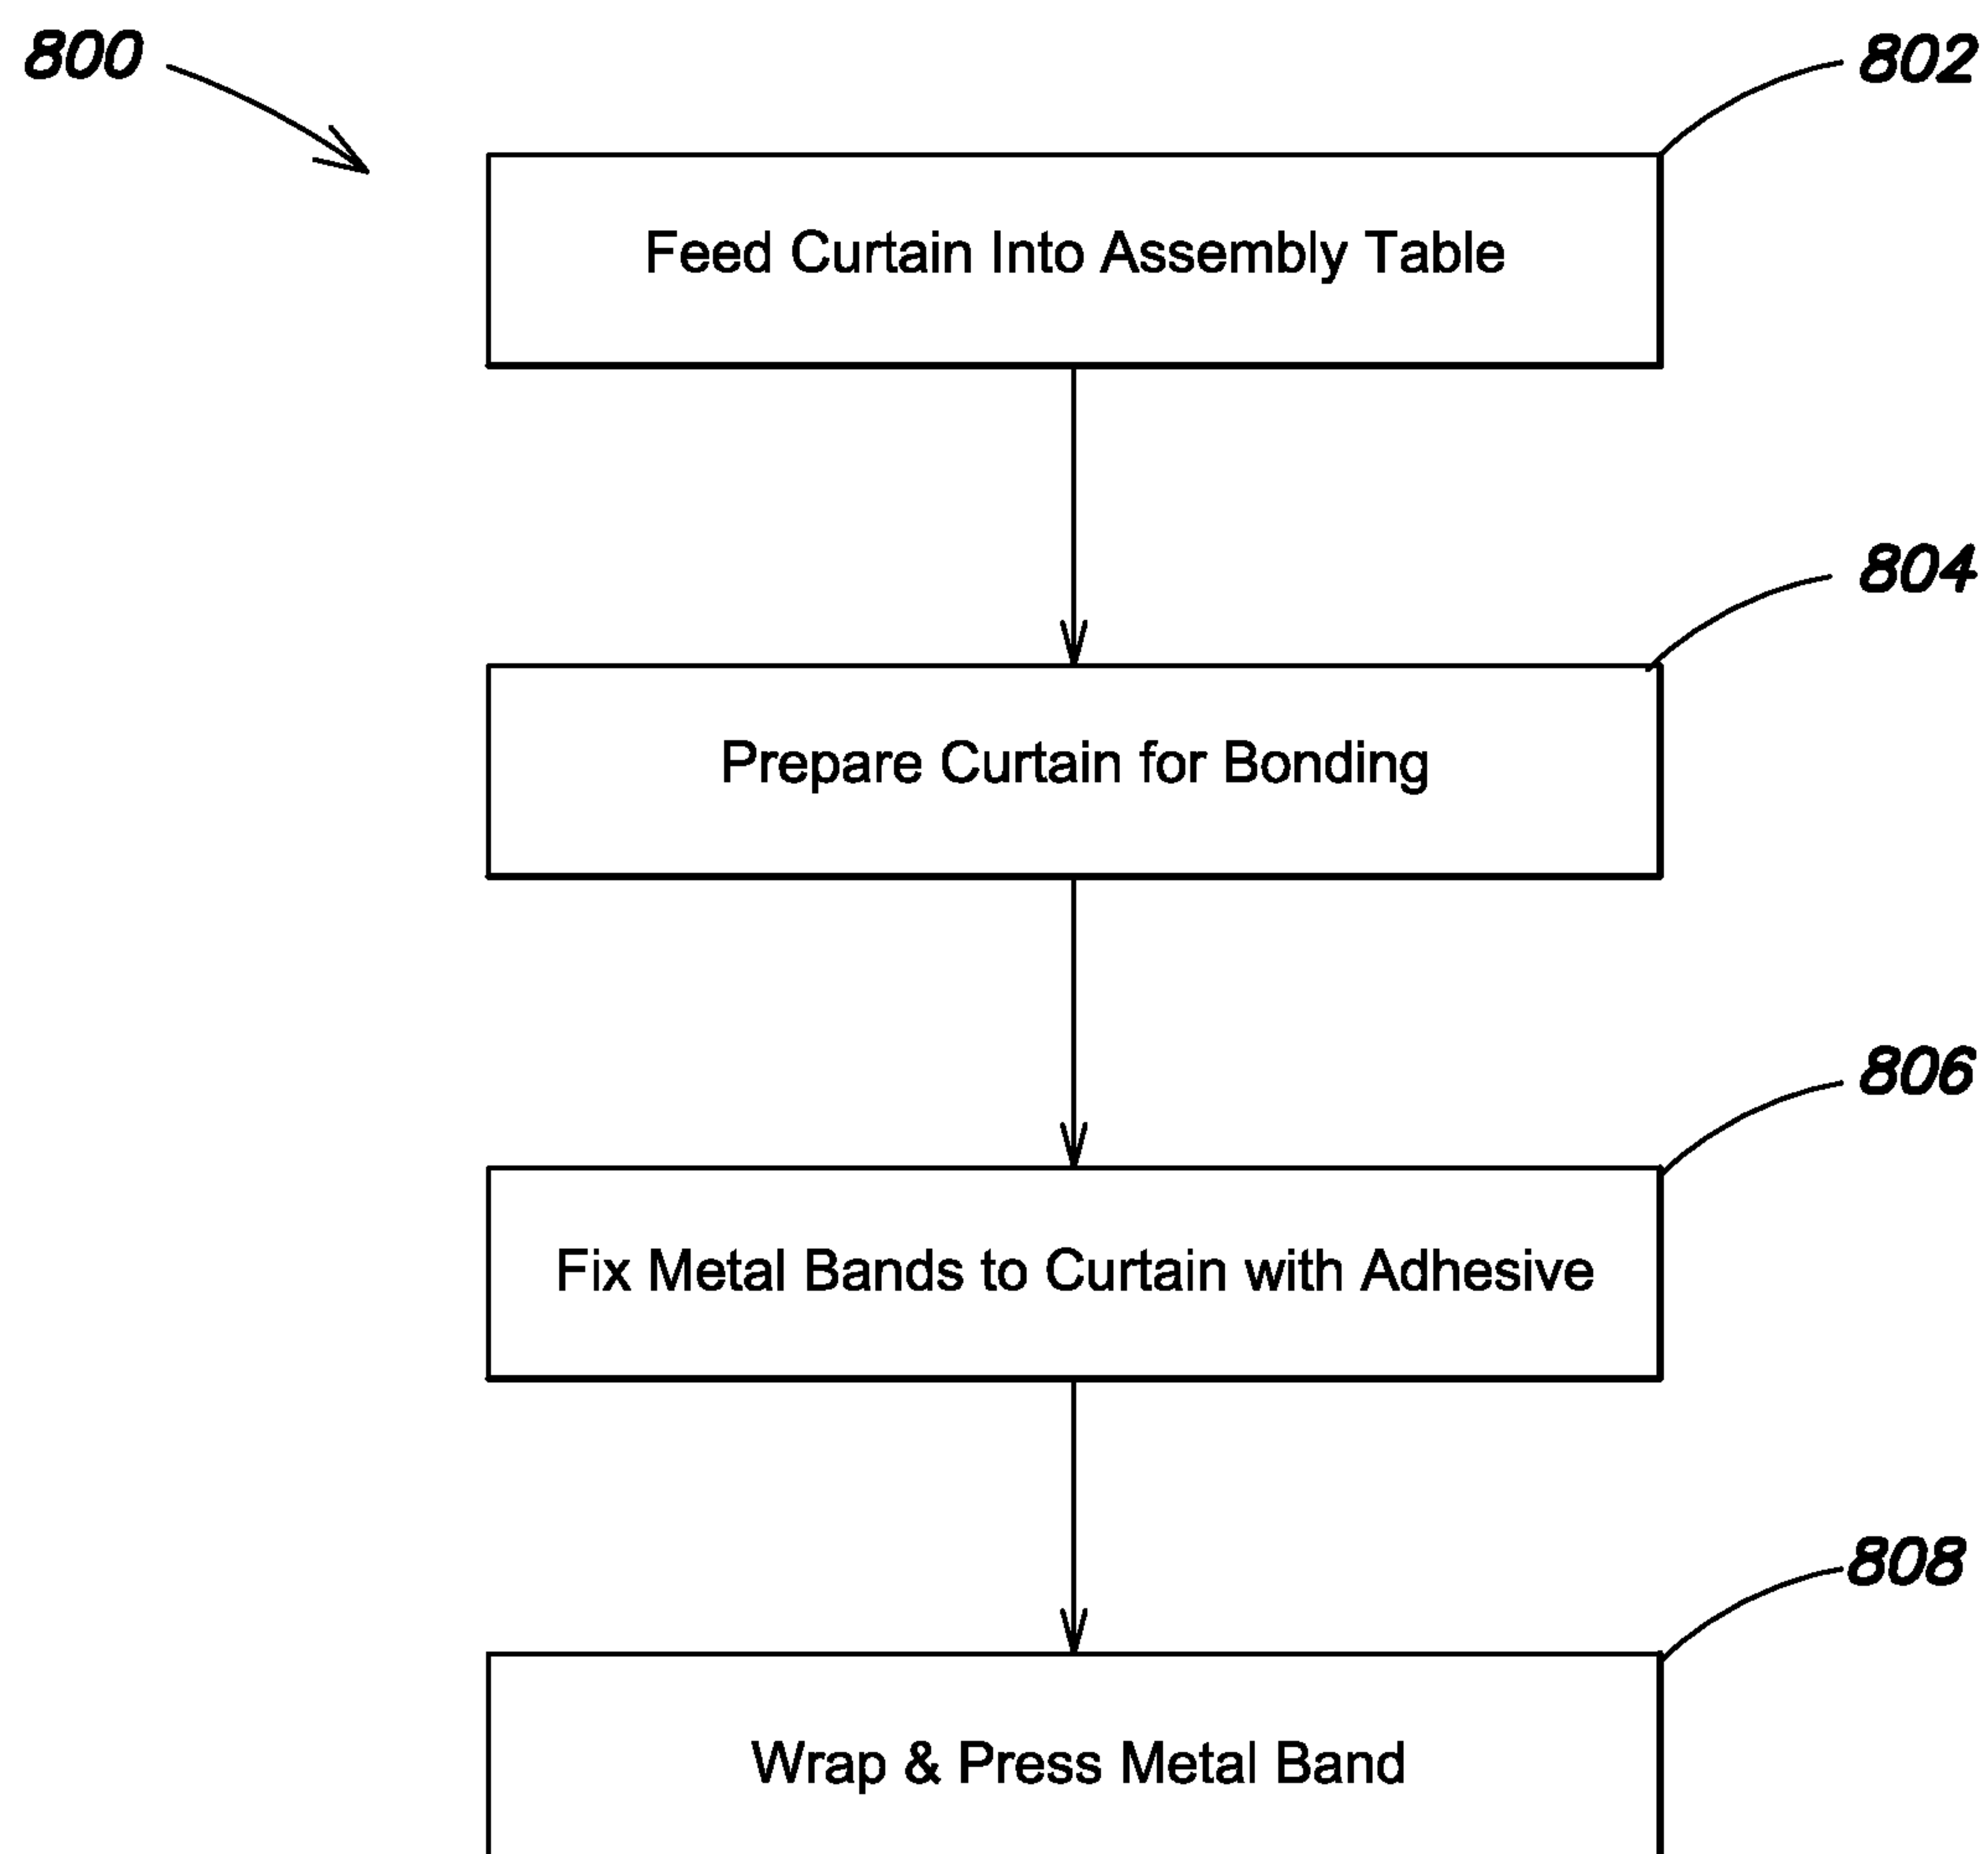 800
802
Feed Curtain Into Assembly Table
804
Prepare Curtain for Bonding
806
Fix Metal Bands to Curtain with Adhesive
808
Wrap & Press Metal Band